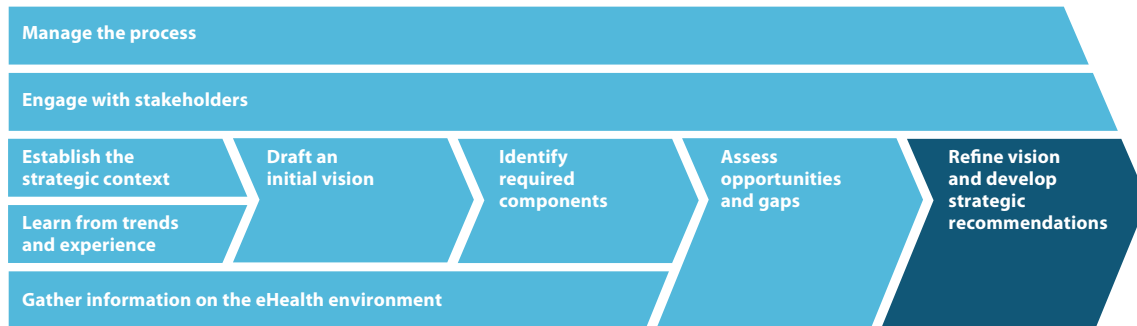 Manage the process
Engage with stakeholders
Establish the
strategic context
Learn from trends
and experience
Draft an
initial vision
Identify
required
components
Assess
opportunities
and gaps
Refine vision
and develop
strategic
recommendations
Gather information on the eHealth environment